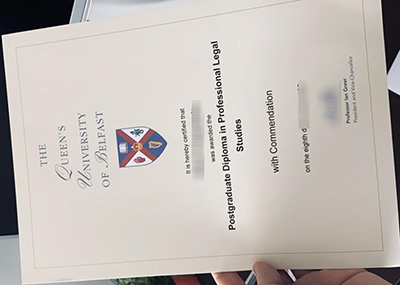 THE
QUEEN'S
UNIVERSITY
OF BELFAST
It is hereby certified that
was awarded the
Postgraduate Diploma in Professional Legal
Studies
with Commendation
on the eighth d
Professor Ian Greer
President and Vice-Chancellor